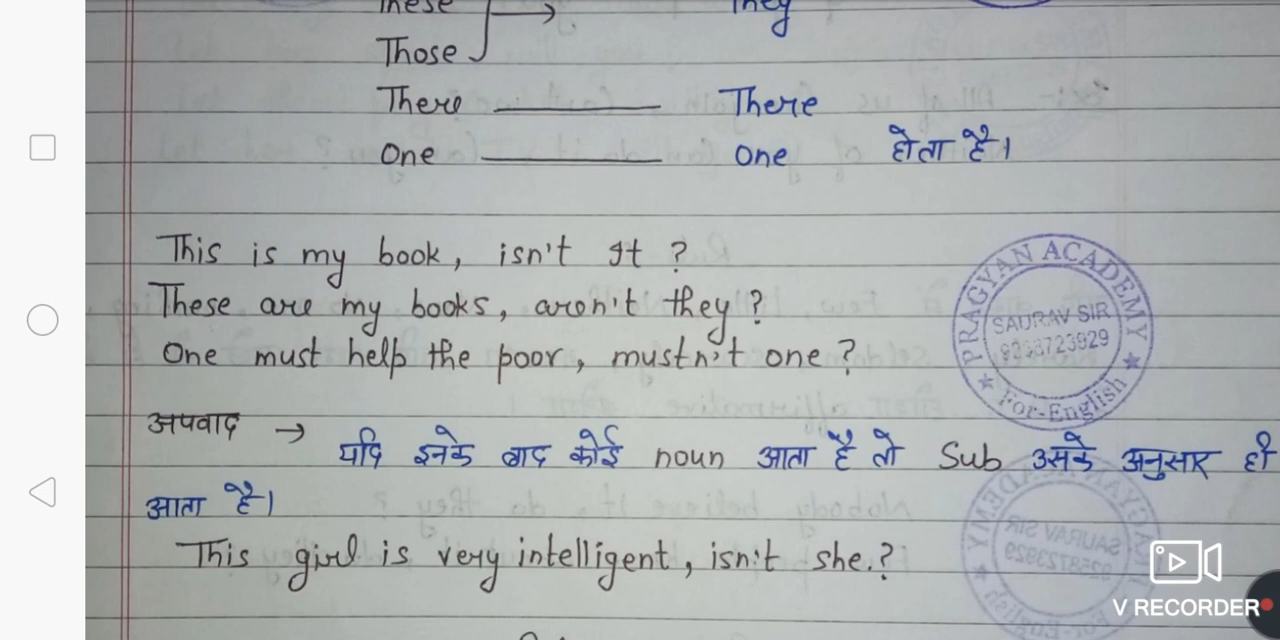 These → They
Those
There ——— There
One ——— One होता है।
This is my book, isn't It ?
These are my books, aren't they ?
One must help the poor, mustn't one ?
अपवाद → यदि इनके बाद कोई noun आता है तो Sub उसके अनुसार ही
आता है।
This girl is very intelligent, isn't she.?
PRAGYAN ACADEMY
SAURAV SIR
For-English
V RECORDER